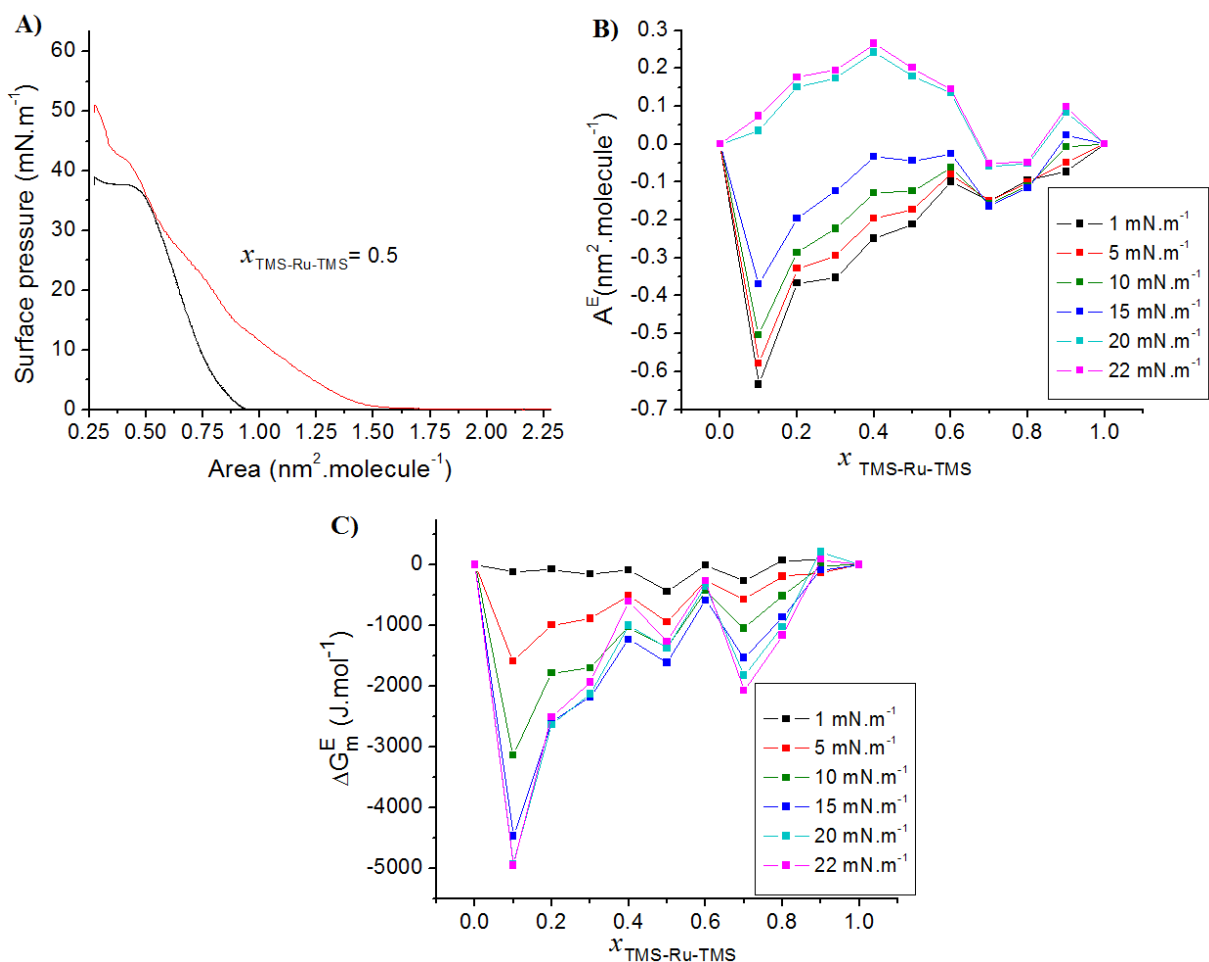 A)
Surface pressure (mN.m⁻¹)
60
50
40
30
20
10
0
x TMS-Ru-TMS = 0.5
0.25 0.50 0.75 1.00 1.25 1.50 1.75 2.00 2.25
Area (nm².molecule⁻¹)
B)
Aᴱ(nm².molecule⁻¹)
0.3
0.2
0.1
0.0
-0.1
-0.2
-0.3
-0.4
-0.5
-0.6
-0.7
0.0 0.2 0.4 0.6 0.8 1.0
x TMS-Ru-TMS
1 mN.m⁻¹
5 mN.m⁻¹
10 mN.m⁻¹
15 mN.m⁻¹
20 mN.m⁻¹
22 mN.m⁻¹
C)
ΔGᴱm (J.mol⁻¹)
0
-1000
-2000
-3000
-4000
-5000
0.0 0.2 0.4 0.6 0.8 1.0
x TMS-Ru-TMS
1 mN.m⁻¹
5 mN.m⁻¹
10 mN.m⁻¹
15 mN.m⁻¹
20 mN.m⁻¹
22 mN.m⁻¹